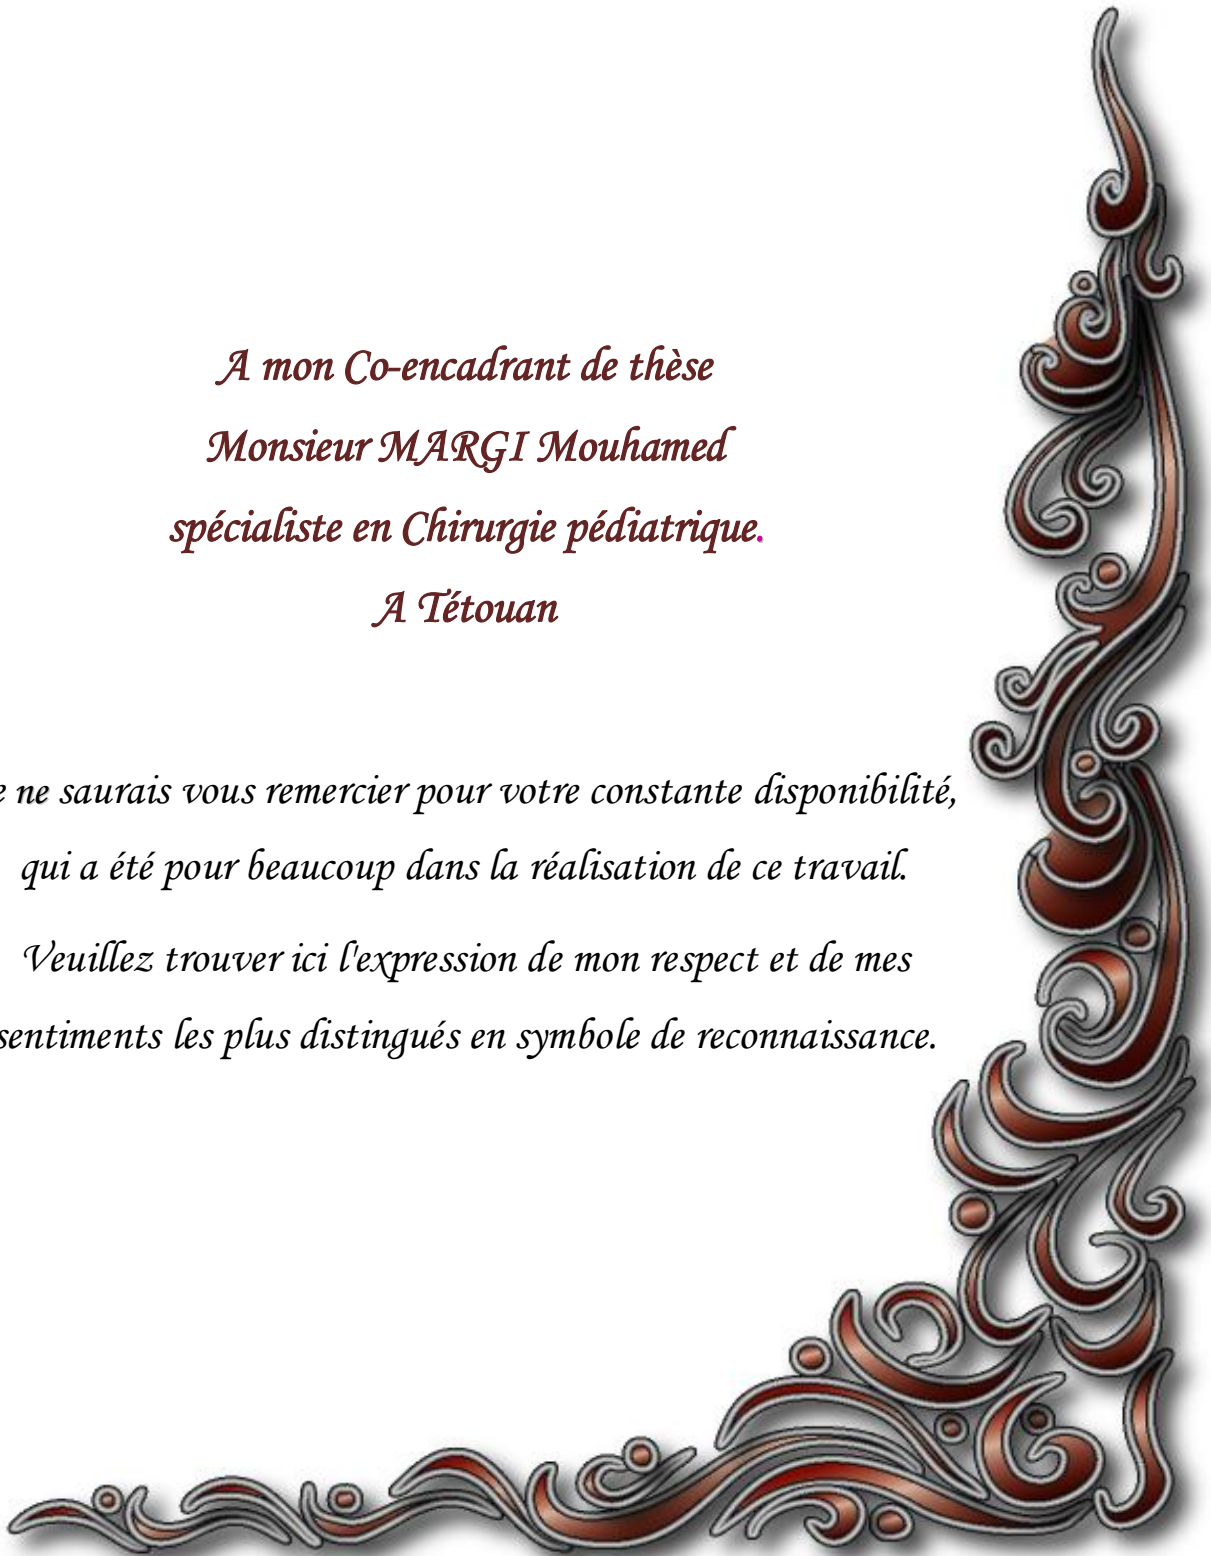 A mon Co-encadrant de thèse
Monsieur MARGI Mouhamed
spécialiste en Chirurgie pédiatrique.
A Tétouan
e ne saurais vous remercier pour votre constante disponibilité,
qui a été pour beaucoup dans la réalisation de ce travail.
Veuillez trouver ici l'expression de mon respect et de mes
sentiments les plus distingués en symbole de reconnaissance.